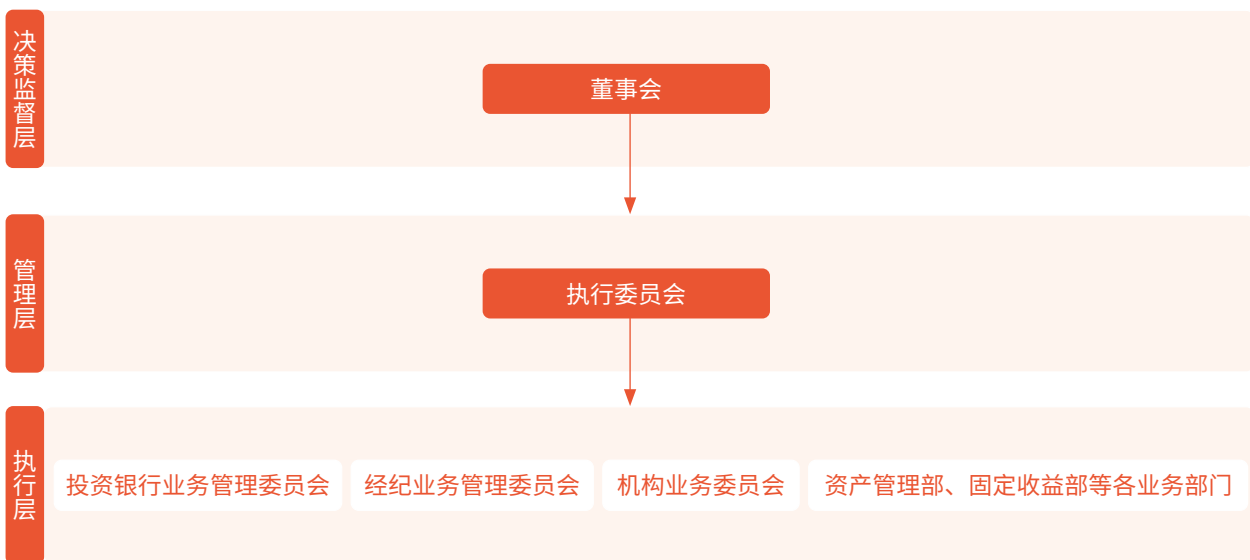 决策监督层
董事会
管理层
执行委员会
执行层
投资银行业务管理委员会
经纪业务管理委员会
机构业务委员会
资产管理部、固定收益部等各业务部门